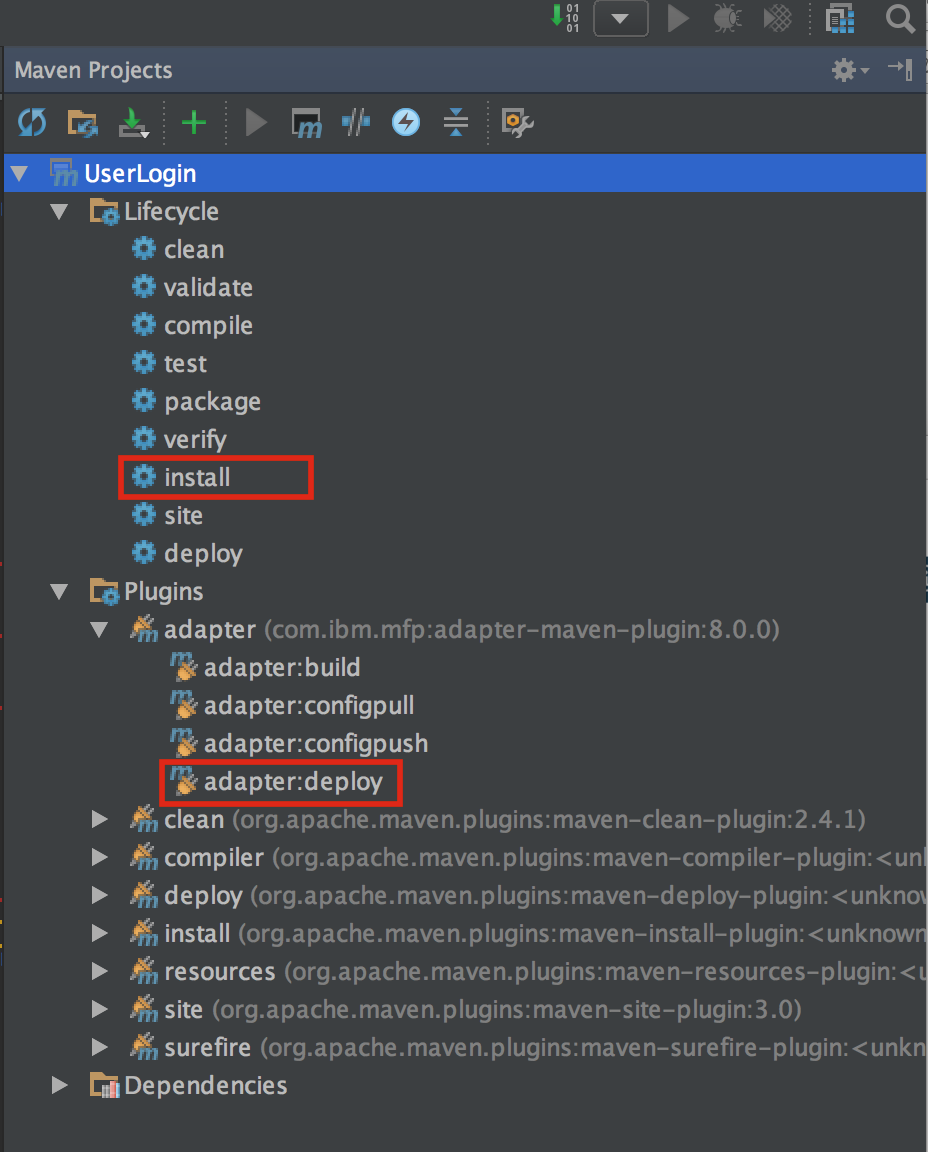 01
10
01
Maven Projects
UserLogin
Lifecycle
clean
validate
compile
test
package
verify
install
site
deploy
Plugins
adapter (com.ibm.mfp:adapter-maven-plugin:8.0.0)
adapter:build
adapter:configpull
adapter:configpush
adapter:deploy
clean (org.apache.maven.plugins:maven-clean-plugin:2.4.1)
compiler (org.apache.maven.plugins:maven-compiler-plugin:<unk
deploy (org.apache.maven.plugins:maven-deploy-plugin:<unknow
install (org.apache.maven.plugins:maven-install-plugin:<unknown
resources (org.apache.maven.plugins:maven-resources-plugin:<u
site (org.apache.maven.plugins:maven-site-plugin:3.0)
surefire (org.apache.maven.plugins:maven-surefire-plugin:<unkn
Dependencies